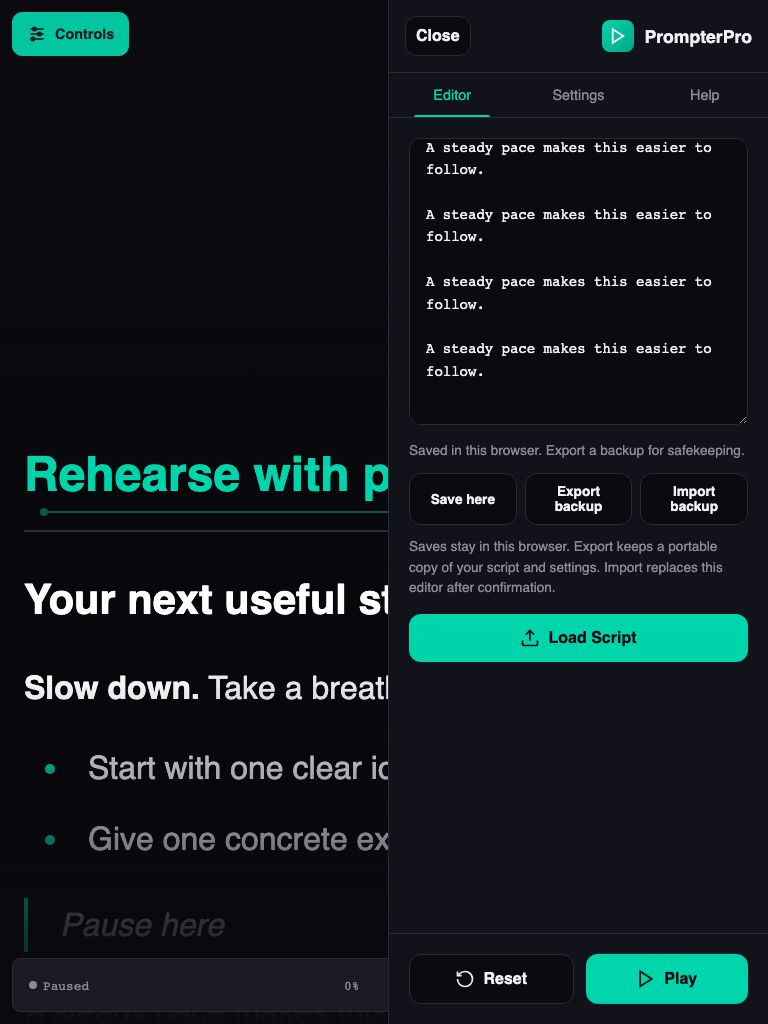 Controls
Close
PrompterPro
Editor
Settings
Help
A steady pace makes this easier to
follow.
A steady pace makes this easier to
follow.
A steady pace makes this easier to
follow.
A steady pace makes this easier to
follow.
Saved in this browser. Export a backup for safekeeping.
Save here
Export
backup
Import
backup
Saves stay in this browser. Export keeps a portable
copy of your script and settings. Import replaces this
editor after confirmation.
Load Script
Reset
Play
Rehearse with p
Your next useful st
Slow down. Take a breat
Start with one clear
Give one concrete ex
Pause here
Paused
0%
A steady pace makes this